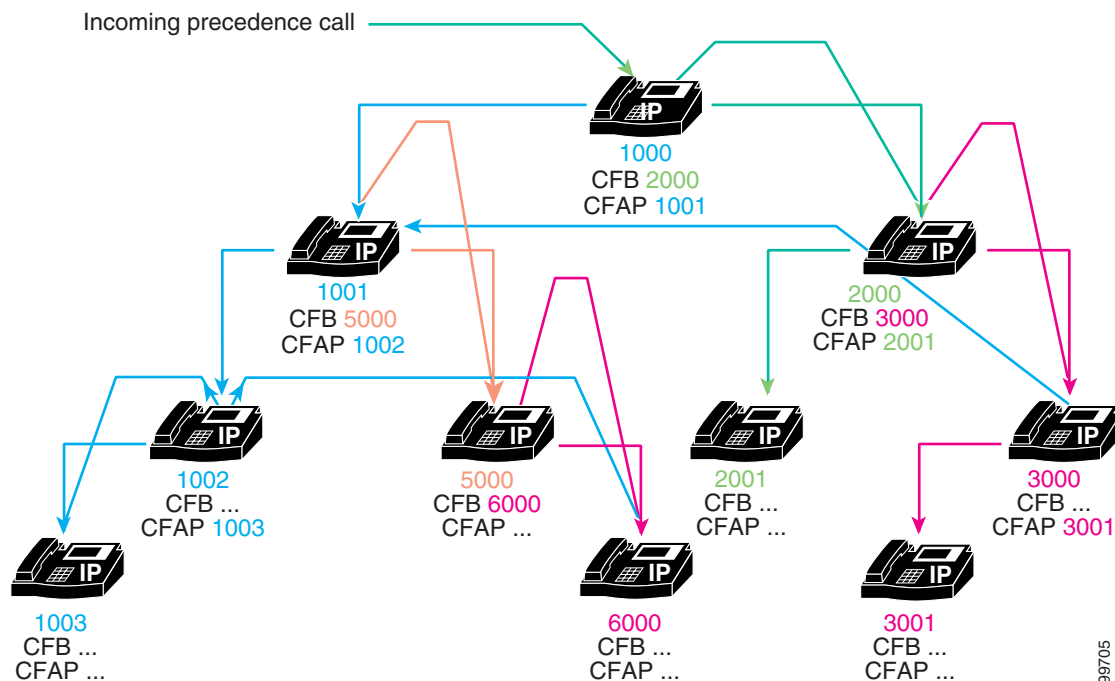 Incoming precedence call
IP
1000
CFB 2000
CFAP 1001
IP
1001
CFB 5000
CFAP 1002
IP
2000
CFB 3000
CFAP 2001
IP
1002
CFB ...
CFAP 1003
IP
5000
CFB 6000
CFAP ...
IP
2001
CFB ...
CFAP ...
IP
3000
CFB ...
CFAP 3001
IP
1003
CFB ...
CFAP ...
IP
6000
CFB ...
CFAP ...
IP
3001
CFB ...
CFAP ...
99705